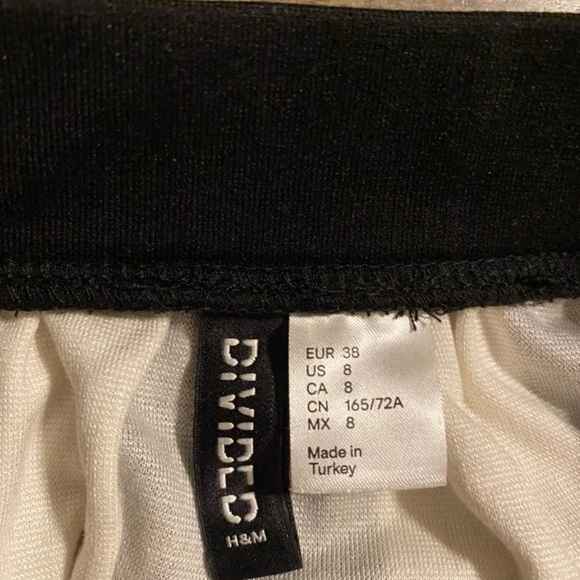 DIVIDED
H&M
EUR 38
US 8
CA 8
CN 165/72A
MX 8
Made in
Turkey